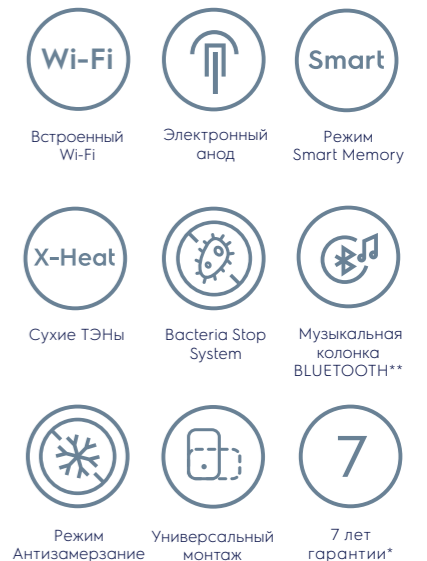 Wi-Fi
Встроенный
Wi-Fi
Электронный
анод
Smart
Режим
Smart Memory
X-Heat
Сухие ТЭНы
Bacteria Stop
System
Музыкальная
колонка
BLUETOOTH**
Режим
Антизамерзание
Универсальный
монтаж
7
7 лет
гарантии*